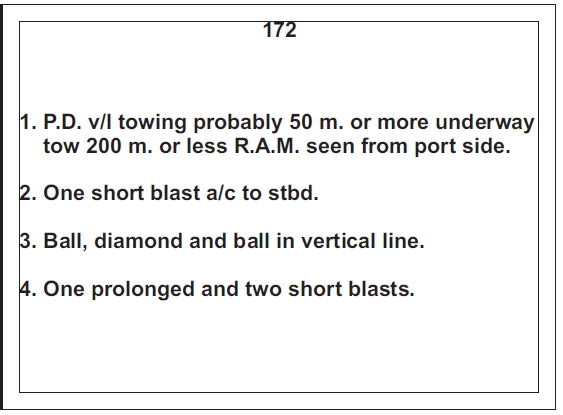 172
1. P.D. v/l towing probably 50 m. or more underway
tow 200 m. or less R.A.M. seen from port side.
2. One short blast a/c to stbd.
3. Ball, diamond and ball in vertical line.
4. One prolonged and two short blasts.